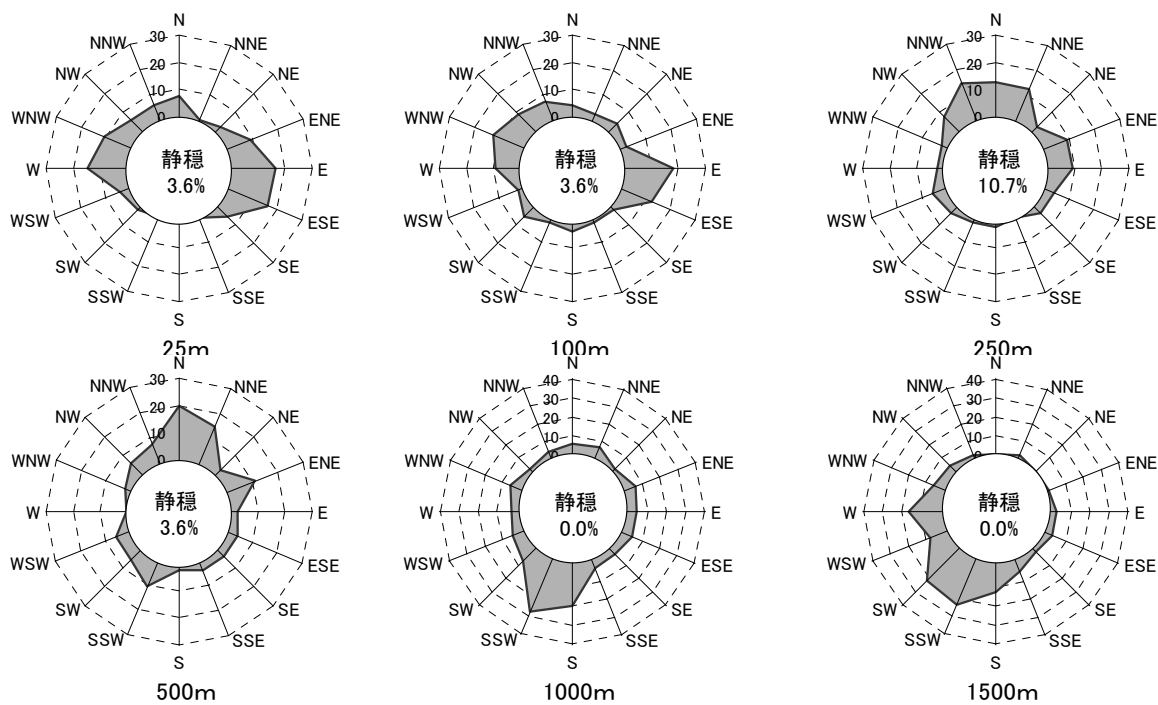 N
NNW 30 NNE
NW 20 NE
10
WNW 0 ENE
静穏
W 3.6% E
WSW ESE
SW SE
SSW SSE
S
25m
N
NNW 30 NNE
NW 20 NE
10
WNW 0 ENE
静穏
W 3.6% E
WSW ESE
SW SE
SSW SSE
S
100m
N
NNW 30 NNE
NW 20 NE
10
WNW 0 ENE
静穏
W 10.7% E
WSW ESE
SW SE
SSW SSE
S
250m
N
NNW 30 NNE
NW 20 NE
10
WNW 0 ENE
静穏
W 3.6% E
WSW ESE
SW SE
SSW SSE
S
500m
N
NNW 40 NNE
30
NW 20 NE
10
WNW 0 ENE
静穏
W 0.0% E
WSW ESE
SW SE
SSW SSE
S
1000m
N
NNW 40 NNE
30
NW 20 NE
10
WNW 0 ENE
静穏
W 0.0% E
WSW ESE
SW SE
SSW SSE
S
1500m